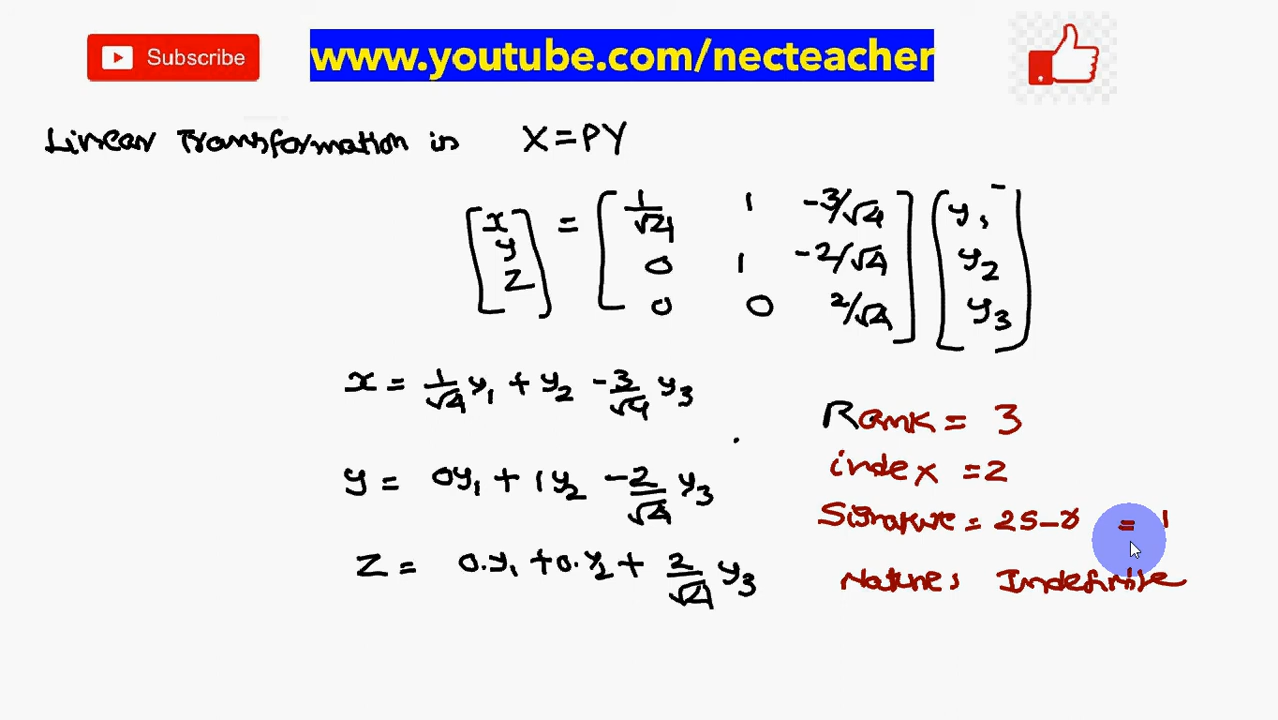 Subscribe
www.youtube.com/necteacher
Linear Transformation is X=PY
[x y z] = [1/√4 1 -3/√4
0 1 -2/√4
0 0 2/√4] [y1 y2 y3]
x = 1/√4 y1 + y2 - 3/√4 y3
y = 0y1 + 1y2 - 2/√4 y3
z = 0.y1 + 0.y2 + 2/√4 y3
Rank = 3
index = 2
Signature = 2S-r = 1
Nature: Indefinite